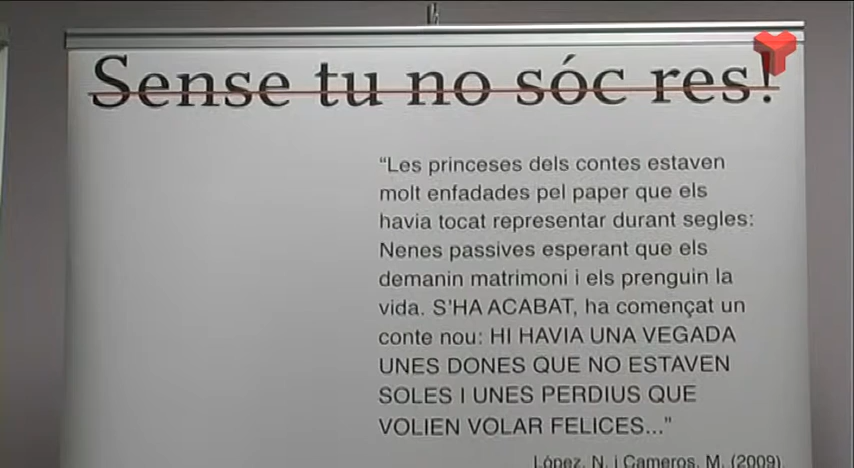 Sense tu no sóc res!
“Les princeses dels contes estaven
molt enfadades pel paper que els
havia tocat representar durant segles:
Nenes passives esperant que els
demanin matrimoni i els prenguin la
vida. S'HA ACABAT, ha començat un
conte nou: HI HAVIA UNA VEGADA
UNES DONES QUE NO ESTAVEN
SOLES I UNES PERDIUS QUE
VOLIEN VOLAR FELICES..."
López, N. i Cameros, M. (2009)